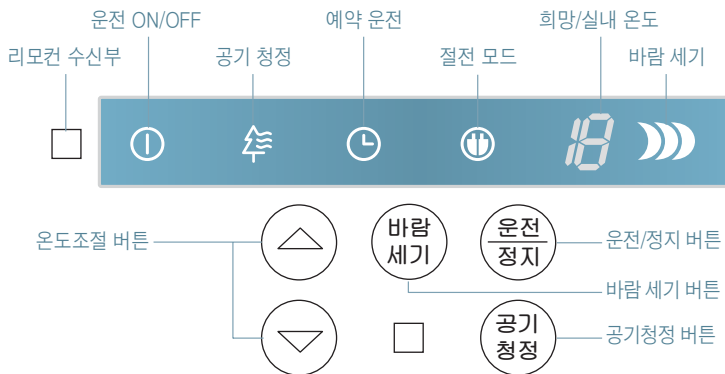 운전 ON/OFF
예약 운전
희망/실내 온도
리모컨 수신부
공기 청정
절전 모드
바람 세기
18
온도조절 버튼
바람
세기
운전
정지
운전/정지 버튼
바람 세기 버튼
공기
청정
공기청정 버튼